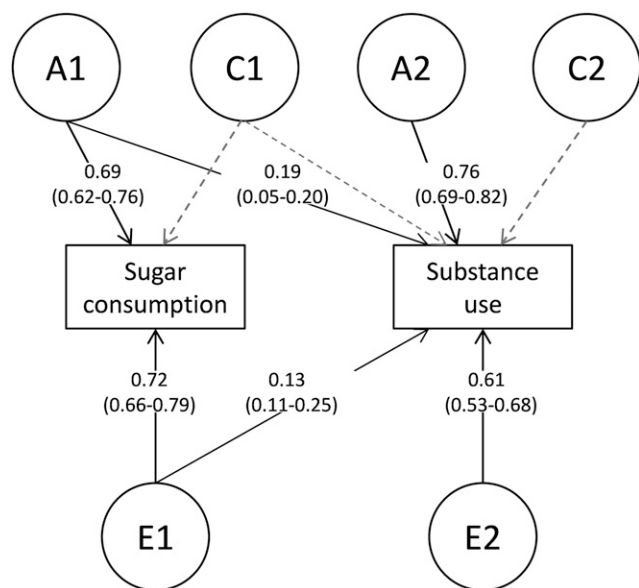 A1
C1
A2
C2
0.69
(0.62-0.76)
0.19
(0.05-0.20)
0.76
(0.69-0.82)
Sugar
consumption
Substance
use
0.72
(0.66-0.79)
0.13
(0.11-0.25)
0.61
(0.53-0.68)
E1
E2